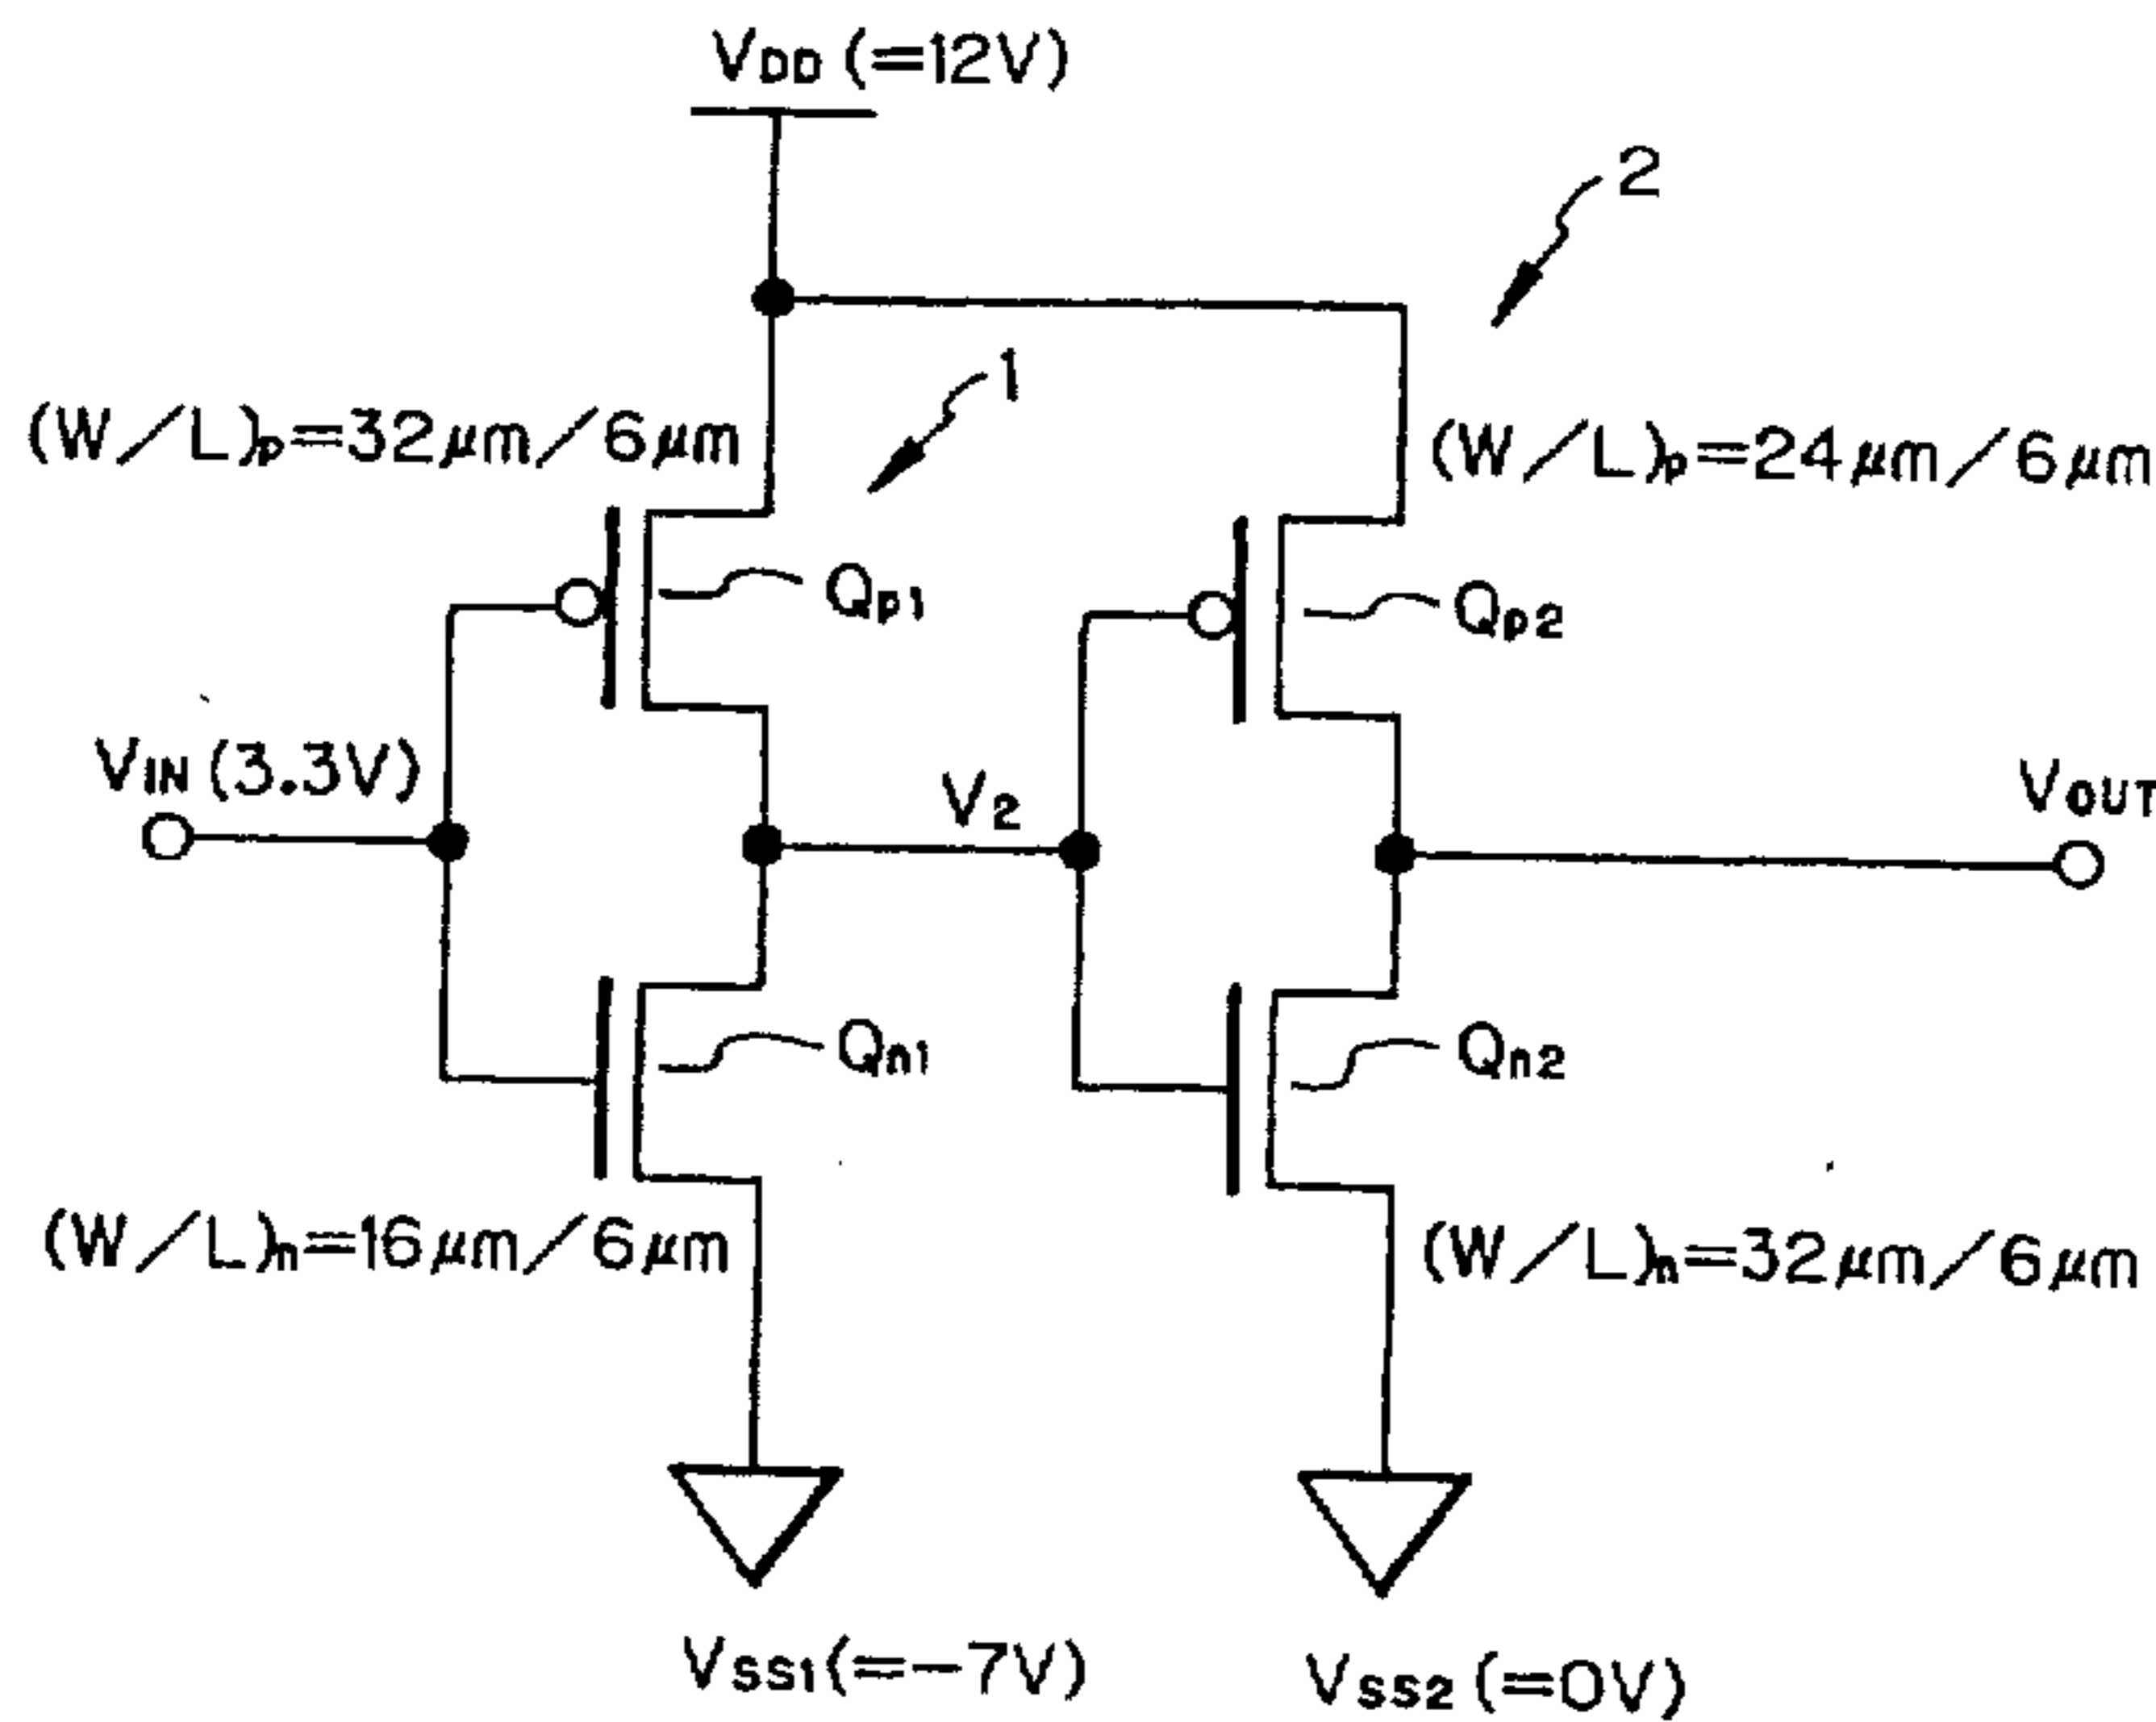 VDD (=12V)
2
1
(W/L)p=32μm/6μm
(W/L)p=24μm/6μm
Qp1
Qp2
VIN (3.3V)
V2
VOUT
Qn1
Qn2
(W/L)n=16μm/6μm
(W/L)n=32μm/6μm
VSS1(=-7V)
VSS2 (=0V)